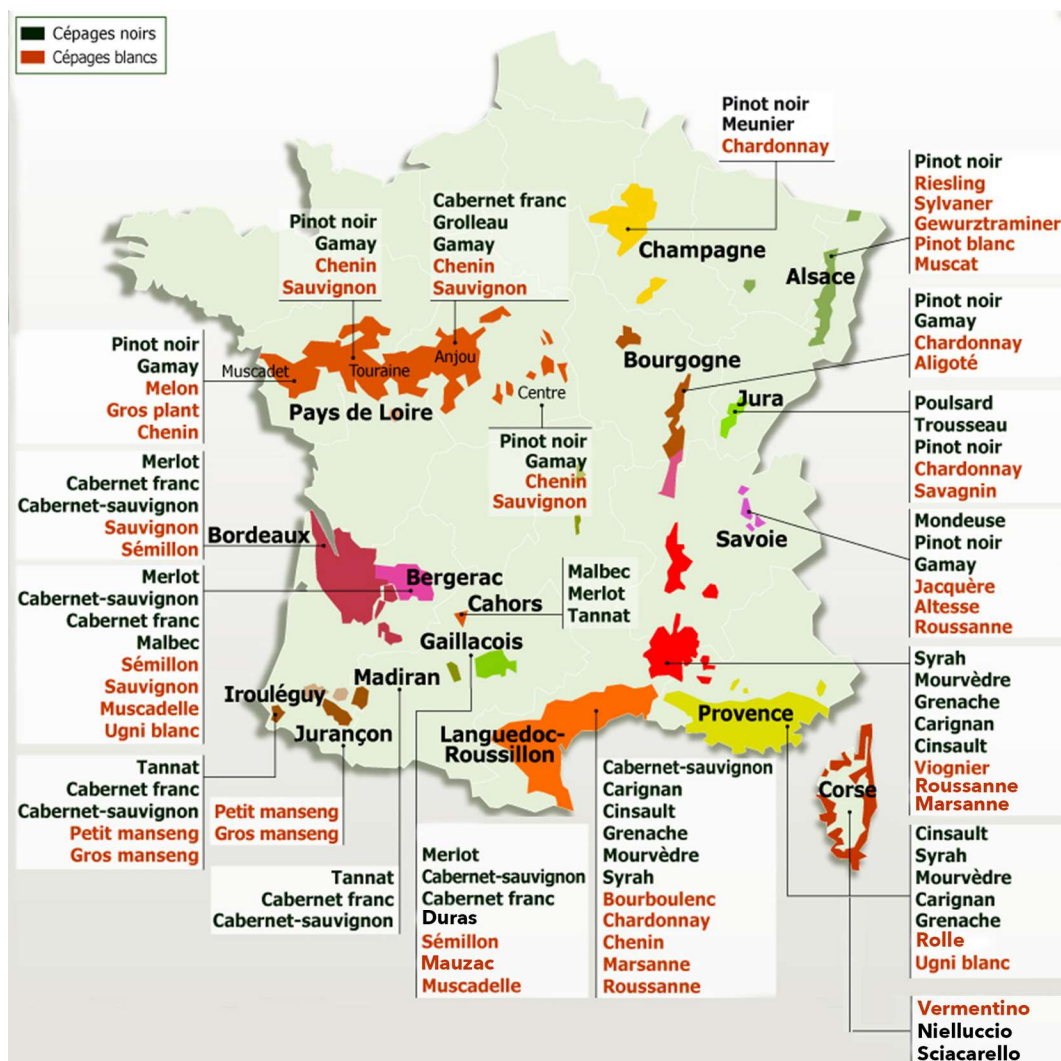 Cépages noirs
Cépages blancs
Pinot noir
Meunier
Chardonnay
Champagne
Pinot noir
Riesling
Sylvaner
Gewurztraminer
Pinot blanc
Muscat
Alsace
Cabernet franc
Grolleau
Gamay
Chenin
Sauvignon
Pinot noir
Gamay
Chenin
Sauvignon
Pinot noir
Gamay
Chardonnay
Aligoté
Bourgogne
Pinot noir
Gamay
Melon
Gros plant
Chenin
Muscadet
Touraine
Anjou
Pays de Loire
Centre
Pinot noir
Gamay
Chenin
Sauvignon
Jura
Poulsard
Trousseau
Pinot noir
Chardonnay
Savagnin
Merlot
Cabernet franc
Cabernet-sauvignon
Sauvignon
Sémillon
Bordeaux
Savoie
Mondeuse
Pinot noir
Gamay
Jacquère
Altesse
Roussanne
Merlot
Cabernet-sauvignon
Cabernet franc
Malbec
Sémillon
Sauvignon
Muscadelle
Ugni blanc
Bergerac
Cahors
Malbec
Merlot
Tannat
Gaillacois
Madiran
Irouléguy
Jurançon
Languedoc-
Roussillon
Provence
Corse
Syrah
Mourvèdre
Grenache
Carignan
Cinsault
Viognier
Roussanne
Marsanne
Tannat
Cabernet franc
Cabernet-sauvignon
Petit manseng
Gros manseng
Petit manseng
Gros manseng
Tannat
Cabernet franc
Cabernet-sauvignon
Merlot
Cabernet-sauvignon
Cabernet franc
Duras
Sémillon
Mauzac
Muscadelle
Cabernet-sauvignon
Carignan
Cinsault
Grenache
Mourvèdre
Syrah
Bourboulenc
Chardonnay
Chenin
Marsanne
Roussanne
Cinsault
Syrah
Mourvèdre
Carignan
Grenache
Rolle
Ugni blanc
Vermentino
Nielluccio
Sciacarello